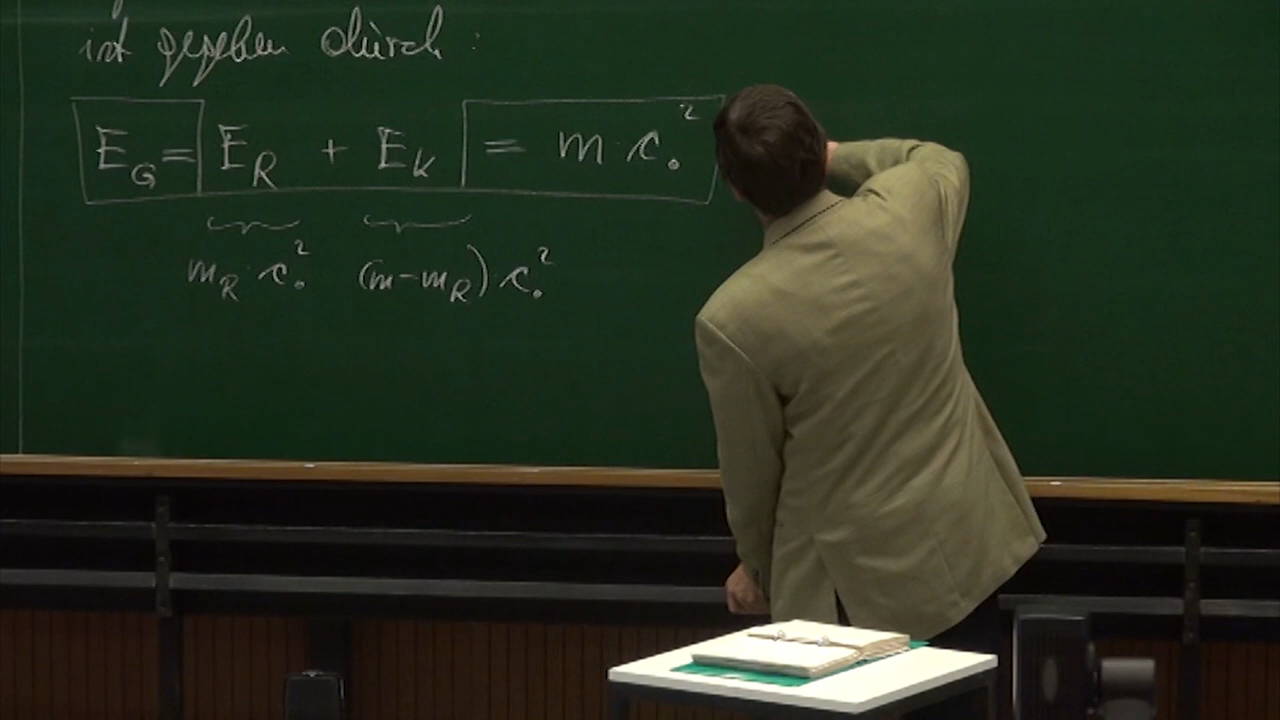 ist gegeben durch :
E_G = E_R + E_K = m · c₀²
m_R · c₀² (m - m_R) · c₀²